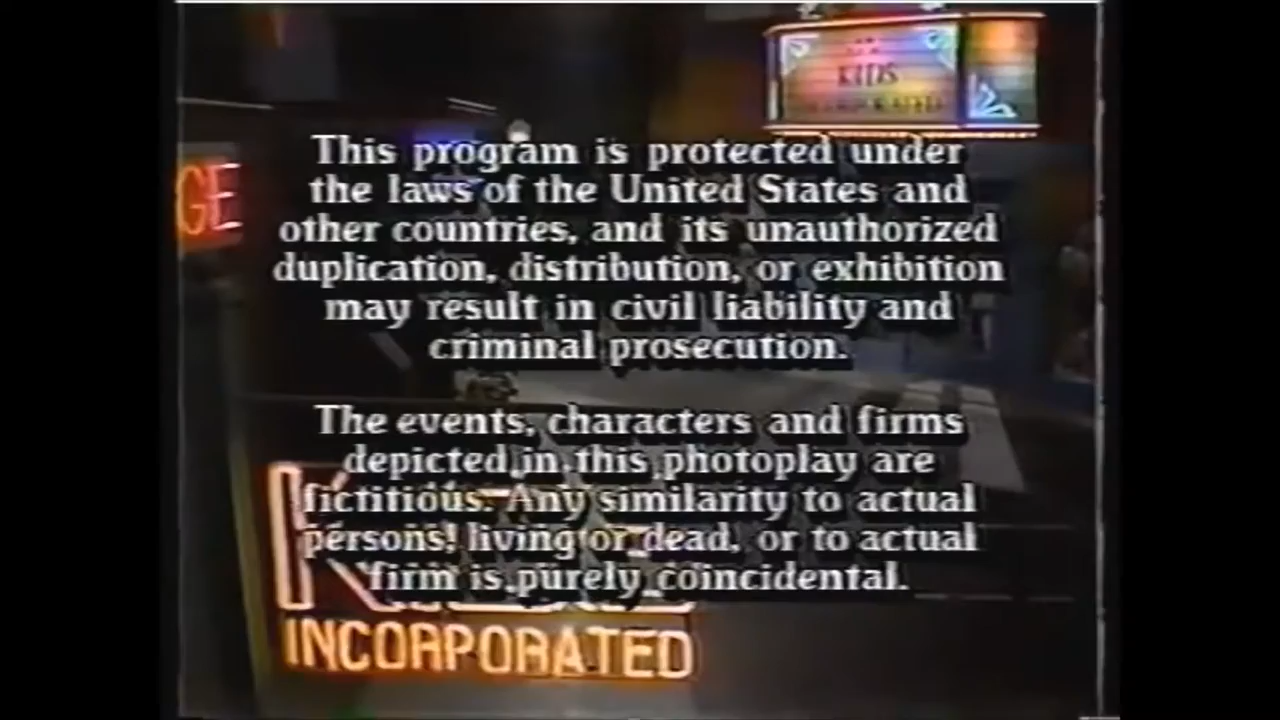 KIDS
INCORPORATED
GE
This program is protected under
the laws of the United States and
other countries, and its unauthorized
duplication, distribution, or exhibition
may result in civil liability and
criminal prosecution.
The events, characters and firms
depicted in this photoplay are
fictitious. Any similarity to actual
persons, living or dead, or to actual
firm is purely coincidental.
KIDS
INCORPORATED